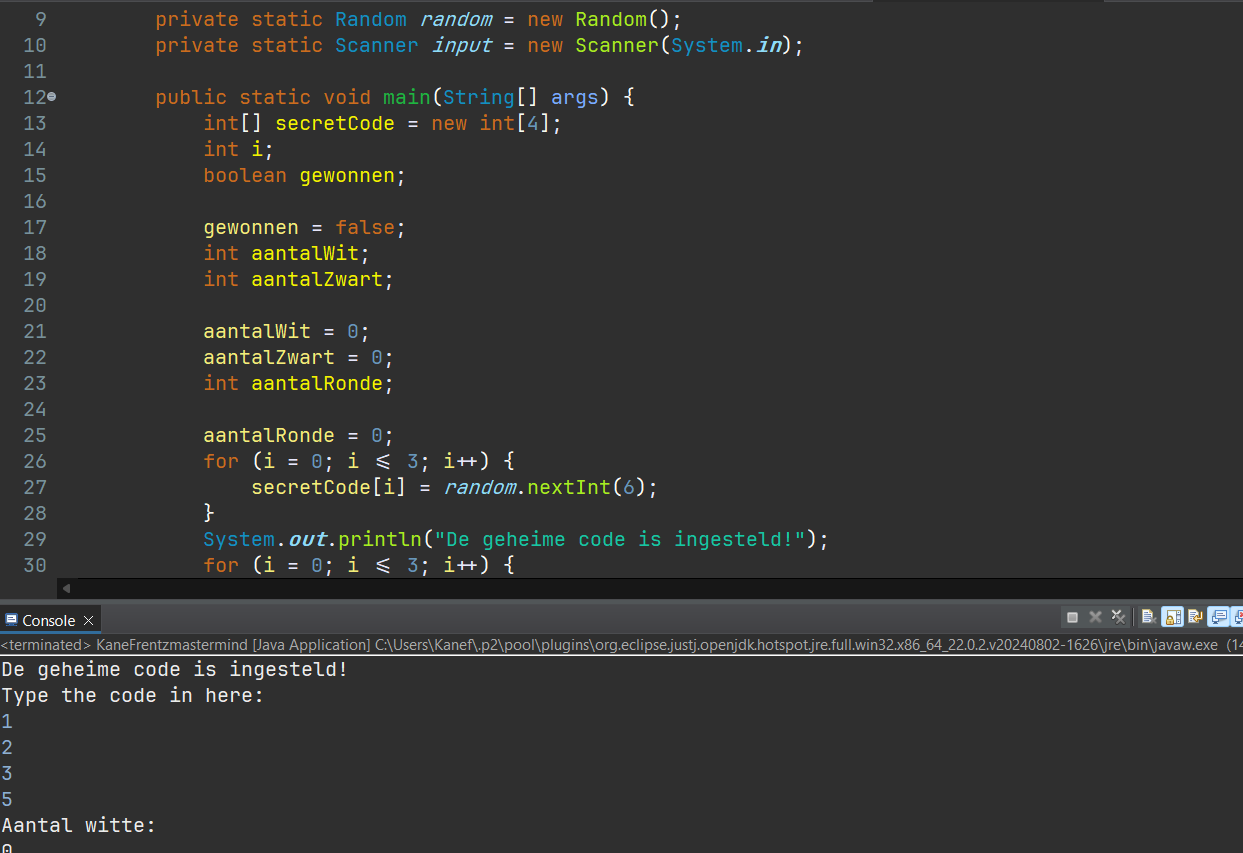 9 private static Random random = new Random();
10 private static Scanner input = new Scanner(System.in);
11
12 public static void main(String[] args) {
13 int[] secretCode = new int[4];
14 int i;
15 boolean gewonnen;
16
17 gewonnen = false;
18 int aantalWit;
19 int aantalZwart;
20
21 aantalWit = 0;
22 aantalZwart = 0;
23 int aantalRonde;
24
25 aantalRonde = 0;
26 for (i = 0; i <= 3; i++) {
27 secretCode[i] = random.nextInt(6);
28 }
29 System.out.println("De geheime code is ingesteld!");
30 for (i = 0; i <= 3; i++) {
Console
<terminated> KaneFrentzmastermind [Java Application] C:\Users\Kanef\.p2\pool\plugins\org.eclipse.justj.openjdk.hotspot.jre.full.win32.x86_64_22.0.2.v20240802-1626\jre\bin\javaw.exe (14
De geheime code is ingesteld!
Type the code in here:
1
2
3
5
Aantal witte:
0